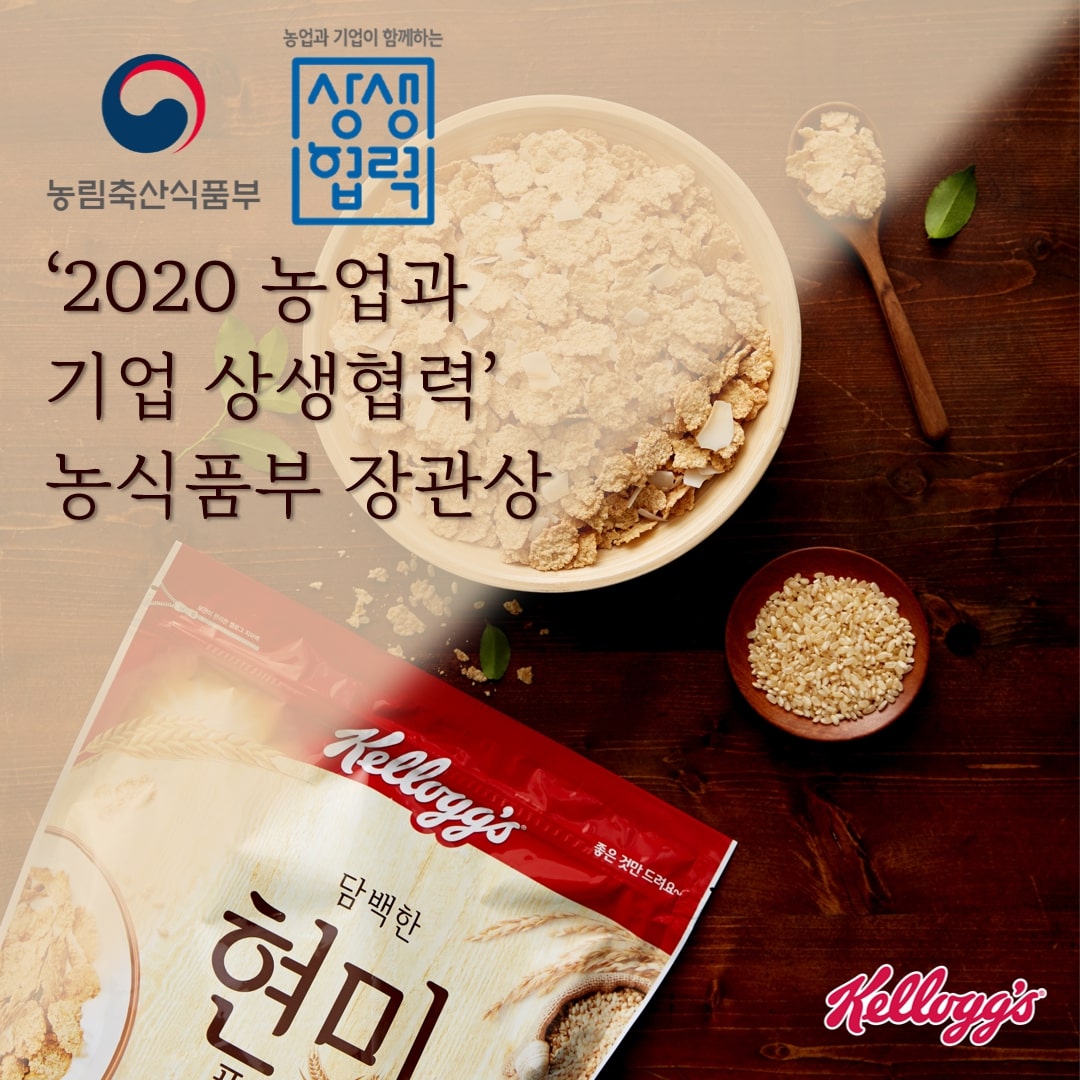 농업과 기업이 함께하는
상생
협력
농림축산식품부
‘2020 농업과
기업 상생협력’
농식품부 장관상
Kellogg's
좋은 것만 드려요~
담백한
현미
Kellogg's